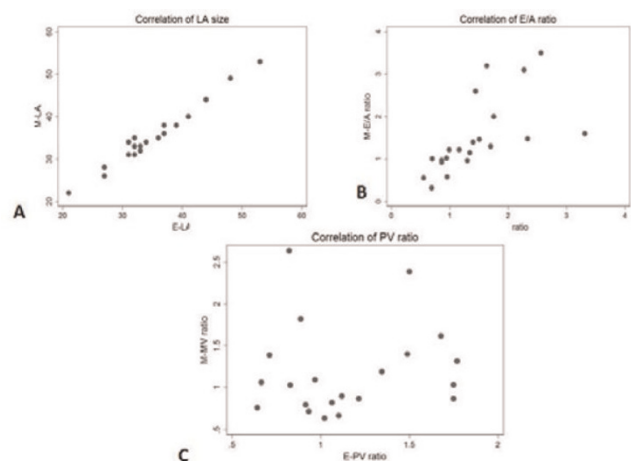 Correlation of LA size
60
50
40
30
20
M-LA
20 30 40 50 60
E-LA
A
Correlation of E/A ratio
4
3
2
1
0
M-E/A ratio
0 1 2 3 4
ratio
B
Correlation of PV ratio
2.5
2
1.5
1
.5
M-MV ratio
.5 1 1.5 2
E-PV ratio
C